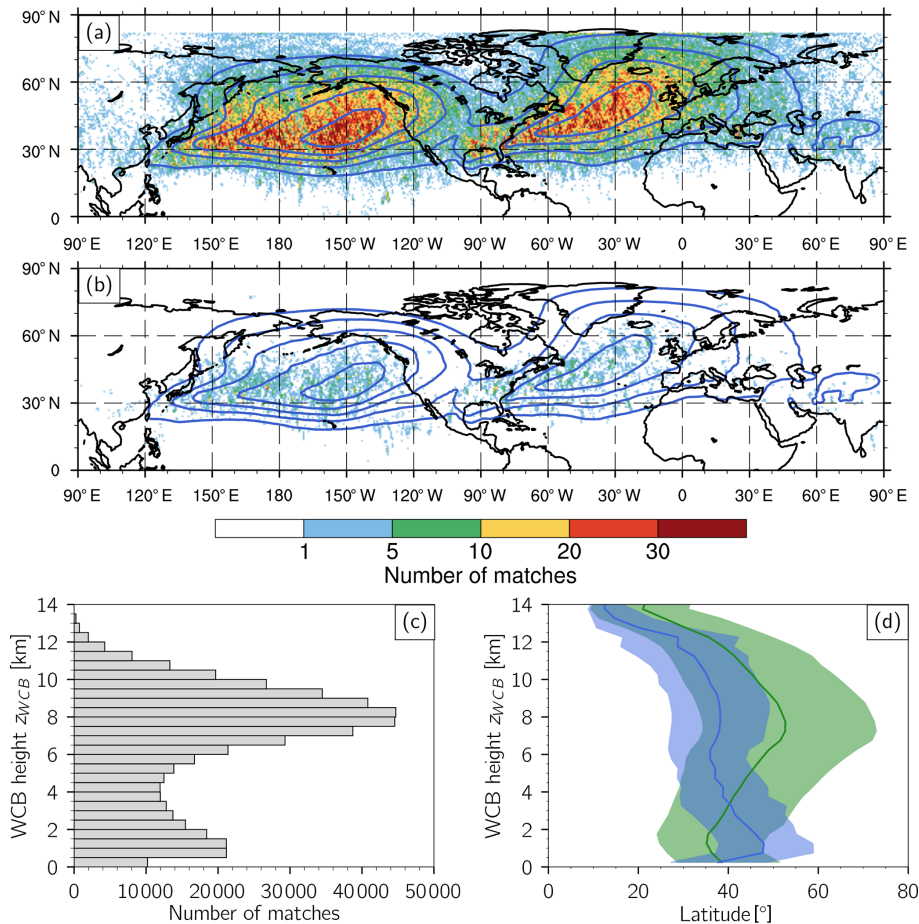 90° N
(a)
60° N
30° N
0
90° E 120° E 150° E 180° 150° W 120° W 90° W 60° W 30° W 0 30° E 60° E 90° E
90° N
(b)
60° N
30° N
0
90° E 120° E 150° E 180° 150° W 120° W 90° W 60° W 30° W 0 30° E 60° E 90° E
1 5 10 20 30
Number of matches
(c)
WCB height zWCB [km]
14
12
10
8
6
4
2
0
0 10000 20000 30000 40000 50000
Number of matches
(d)
WCB height zWCB [km]
14
12
10
8
6
4
2
0
0 20 40 60 80
Latitude [°]